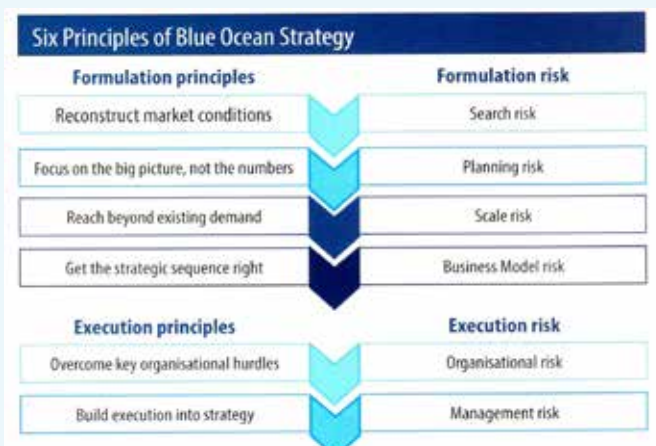 Six Principles of Blue Ocean Strategy
Formulation principles Formulation risk
Reconstruct market conditions Search risk
Focus on the big picture, not the numbers Planning risk
Reach beyond existing demand Scale risk
Get the strategic sequence right Business Model risk
Execution principles Execution risk
Overcome key organisational hurdles Organisational risk
Build execution into strategy Management risk